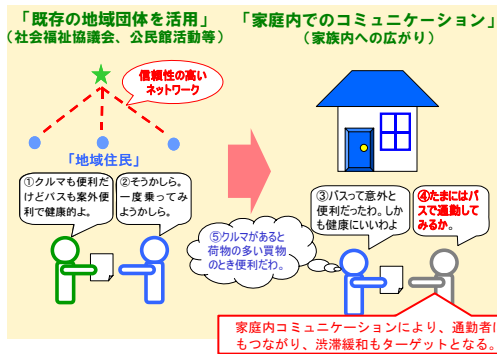 「既存の地域団体を活用」
(社会福祉協議会、公民館活動等)
「家庭内でのコミュニケーション」
(家族内への広がり)
信頼性の高い
ネットワーク
「地域住民」
①クルマも便利だ
けどバスも案外便
利で健康的よ。
②そうかしら。
一度乗ってみ
ようかしら。
③バスって意外と
便利だったわ。しか
も健康にいいわよ
④たまにはバ
スで通勤して
みるか。
⑤クルマがあると
荷物の多い買物
のとき便利だわ。
家庭内コミュニケーションにより、通勤者に
もつながり、渋滞緩和もターゲットとなる。